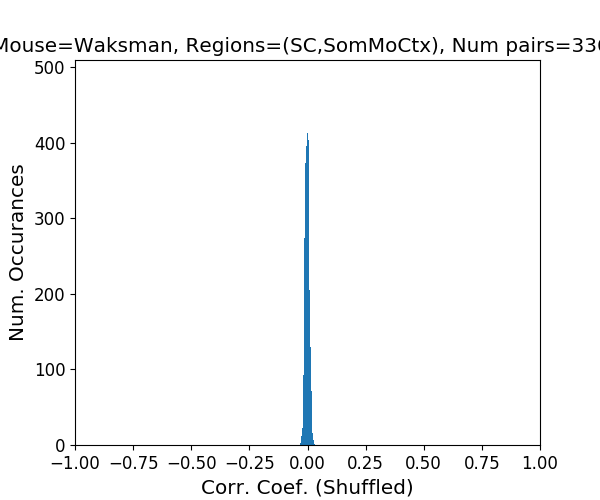 Mouse=Waksman, Regions=(SC,SomMoCtx), Num pairs=330
500
400
300
200
100
0
Num. Occurances
−1.00 −0.75 −0.50 −0.25 0.00 0.25 0.50 0.75 1.00
Corr. Coef. (Shuffled)